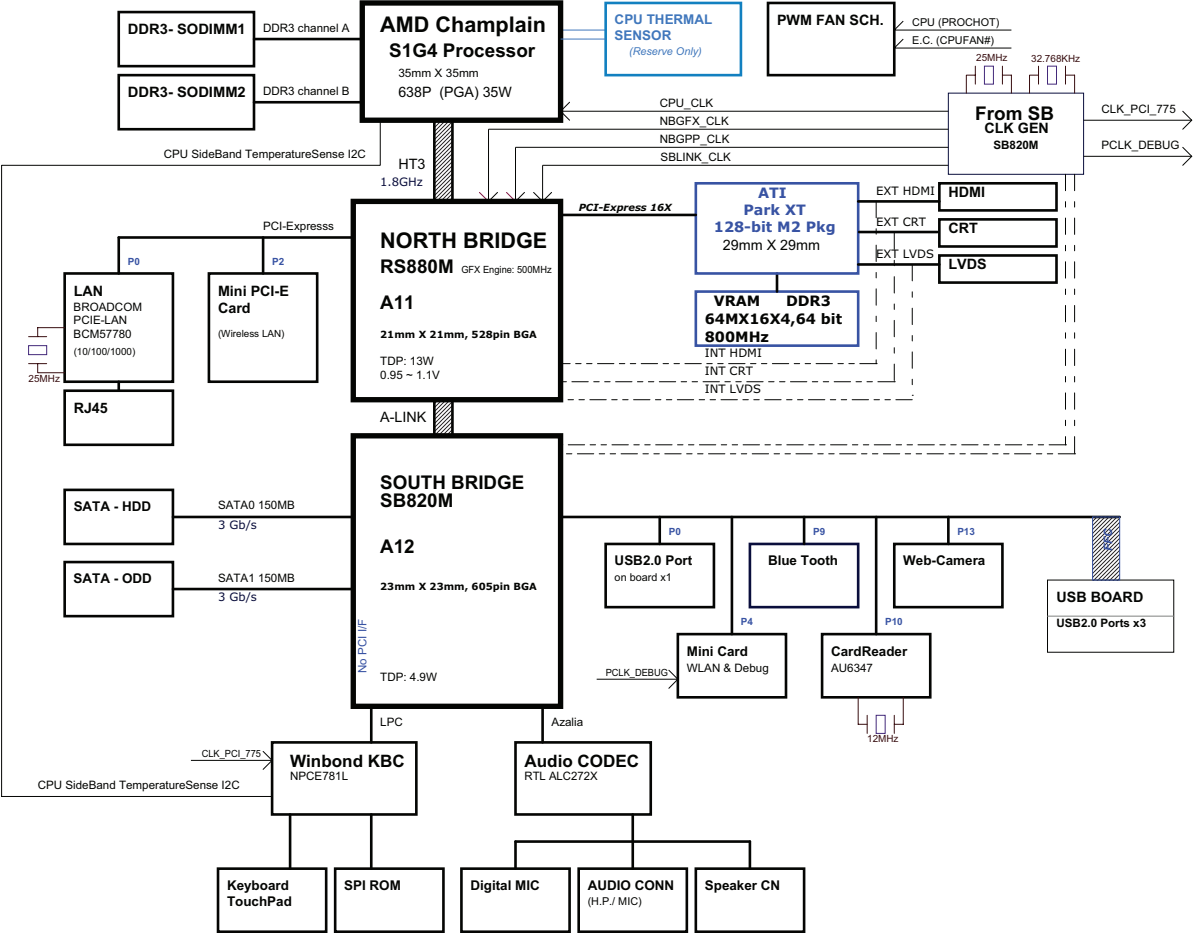 DDR3- SODIMM1
DDR3 channel A
DDR3- SODIMM2
DDR3 channel B
AMD Champlain
S1G4 Processor
35mm X 35mm
638P (PGA) 35W
CPU THERMAL
SENSOR
(Reserve Only)
PWM FAN SCH.
CPU (PROCHOT)
E.C. (CPUFAN#)
25MHz
32.768KHz
From SB
CLK GEN
SB820M
CLK_PCI_775
PCLK_DEBUG
CPU_CLK
NBGFX_CLK
NBGPP_CLK
SBLINK_CLK
CPU SideBand TemperatureSense I2C
HT3
1.8GHz
PCI-Expresss
P0
P2
LAN
BROADCOM
PCIE-LAN
BCM57780
(10/100/1000)
25MHz
RJ45
Mini PCI-E
Card
(Wireless LAN)
NORTH BRIDGE
RS880M GFX Engine: 500MHz
A11
21mm X 21mm, 528pin BGA
TDP: 13W
0.95 ~ 1.1V
PCI-Express 16X
ATI
Park XT
128-bit M2 Pkg
29mm X 29mm
VRAM DDR3
64MX16X4,64 bit
800MHz
EXT HDMI
HDMI
EXT CRT
CRT
EXT LVDS
LVDS
INT HDMI
INT CRT
INT LVDS
A-LINK
SATA - HDD
SATA0 150MB
3 Gb/s
SATA - ODD
SATA1 150MB
3 Gb/s
SOUTH BRIDGE
SB820M
A12
23mm X 23mm, 605pin BGA
No PCI I/F
TDP: 4.9W
P0
USB2.0 Port
on board x1
P9
Blue Tooth
P13
Web-Camera
FFC
USB BOARD
USB2.0 Ports x3
P4
Mini Card
WLAN & Debug
PCLK_DEBUG
P10
CardReader
AU6347
12MHz
LPC
Azalia
CLK_PCI_775
CPU SideBand TemperatureSense I2C
Winbond KBC
NPCE781L
Audio CODEC
RTL ALC272X
Keyboard
TouchPad
SPI ROM
Digital MIC
AUDIO CONN
(H.P./ MIC)
Speaker CN